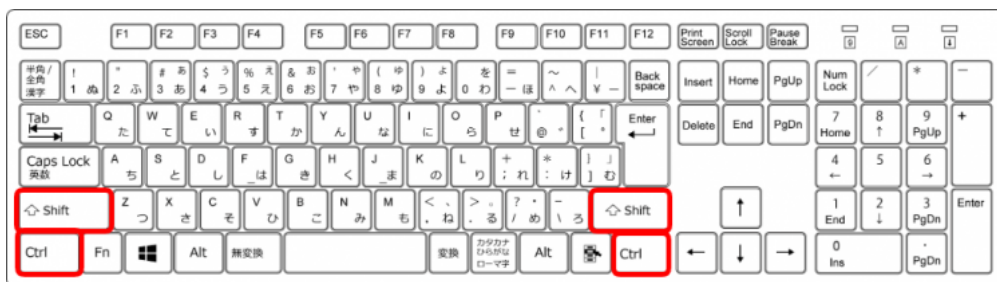 ESC F1 F2 F3 F4 F5 F6 F7 F8 F9 F10 F11 F12 Print Screen Scroll Lock Pause Break 9 A ↓
半角/ 全角 漢字 ! 1 ぬ " 2 ふ # ぁ 3 あ $ ぅ 4 う % ぇ 5 え & ぉ 6 お ' ゃ 7 や ( ゅ 8 ゆ ) ょ 9 よ を 0 わ = - ほ ~ ^ へ | ¥ ー Back space Insert Home PgUp Num Lock / * -
Tab Q た W て E い R す T か Y ん U な I に O ら P せ ` @ ゛ { 「 [ ゜ Enter Delete End PgDn 7 Home 8 ↑ 9 PgUp +
Caps Lock 英数 A ち S と D し F _は G き H く J _ま K の L り + ; れ * : け } 」 ] む 4 ← 5 6 →
Shift Z つ X さ C そ V ひ B こ N み M も < 、 , ね > 。 . る ? ・ / め _ \ ろ Shift ↑ 1 End 2 ↓ 3 PgDn Enter
Ctrl Fn Alt 無変換 変換 カタカナ ひらがな ローマ字 Alt Ctrl ← ↓ → 0 Ins . PgDn